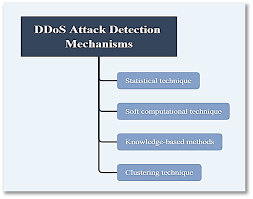 DDoS Attack Detection
Mechanisms
Statistical technique
Soft computational technique
Knowledge-based methods
Clustering technique